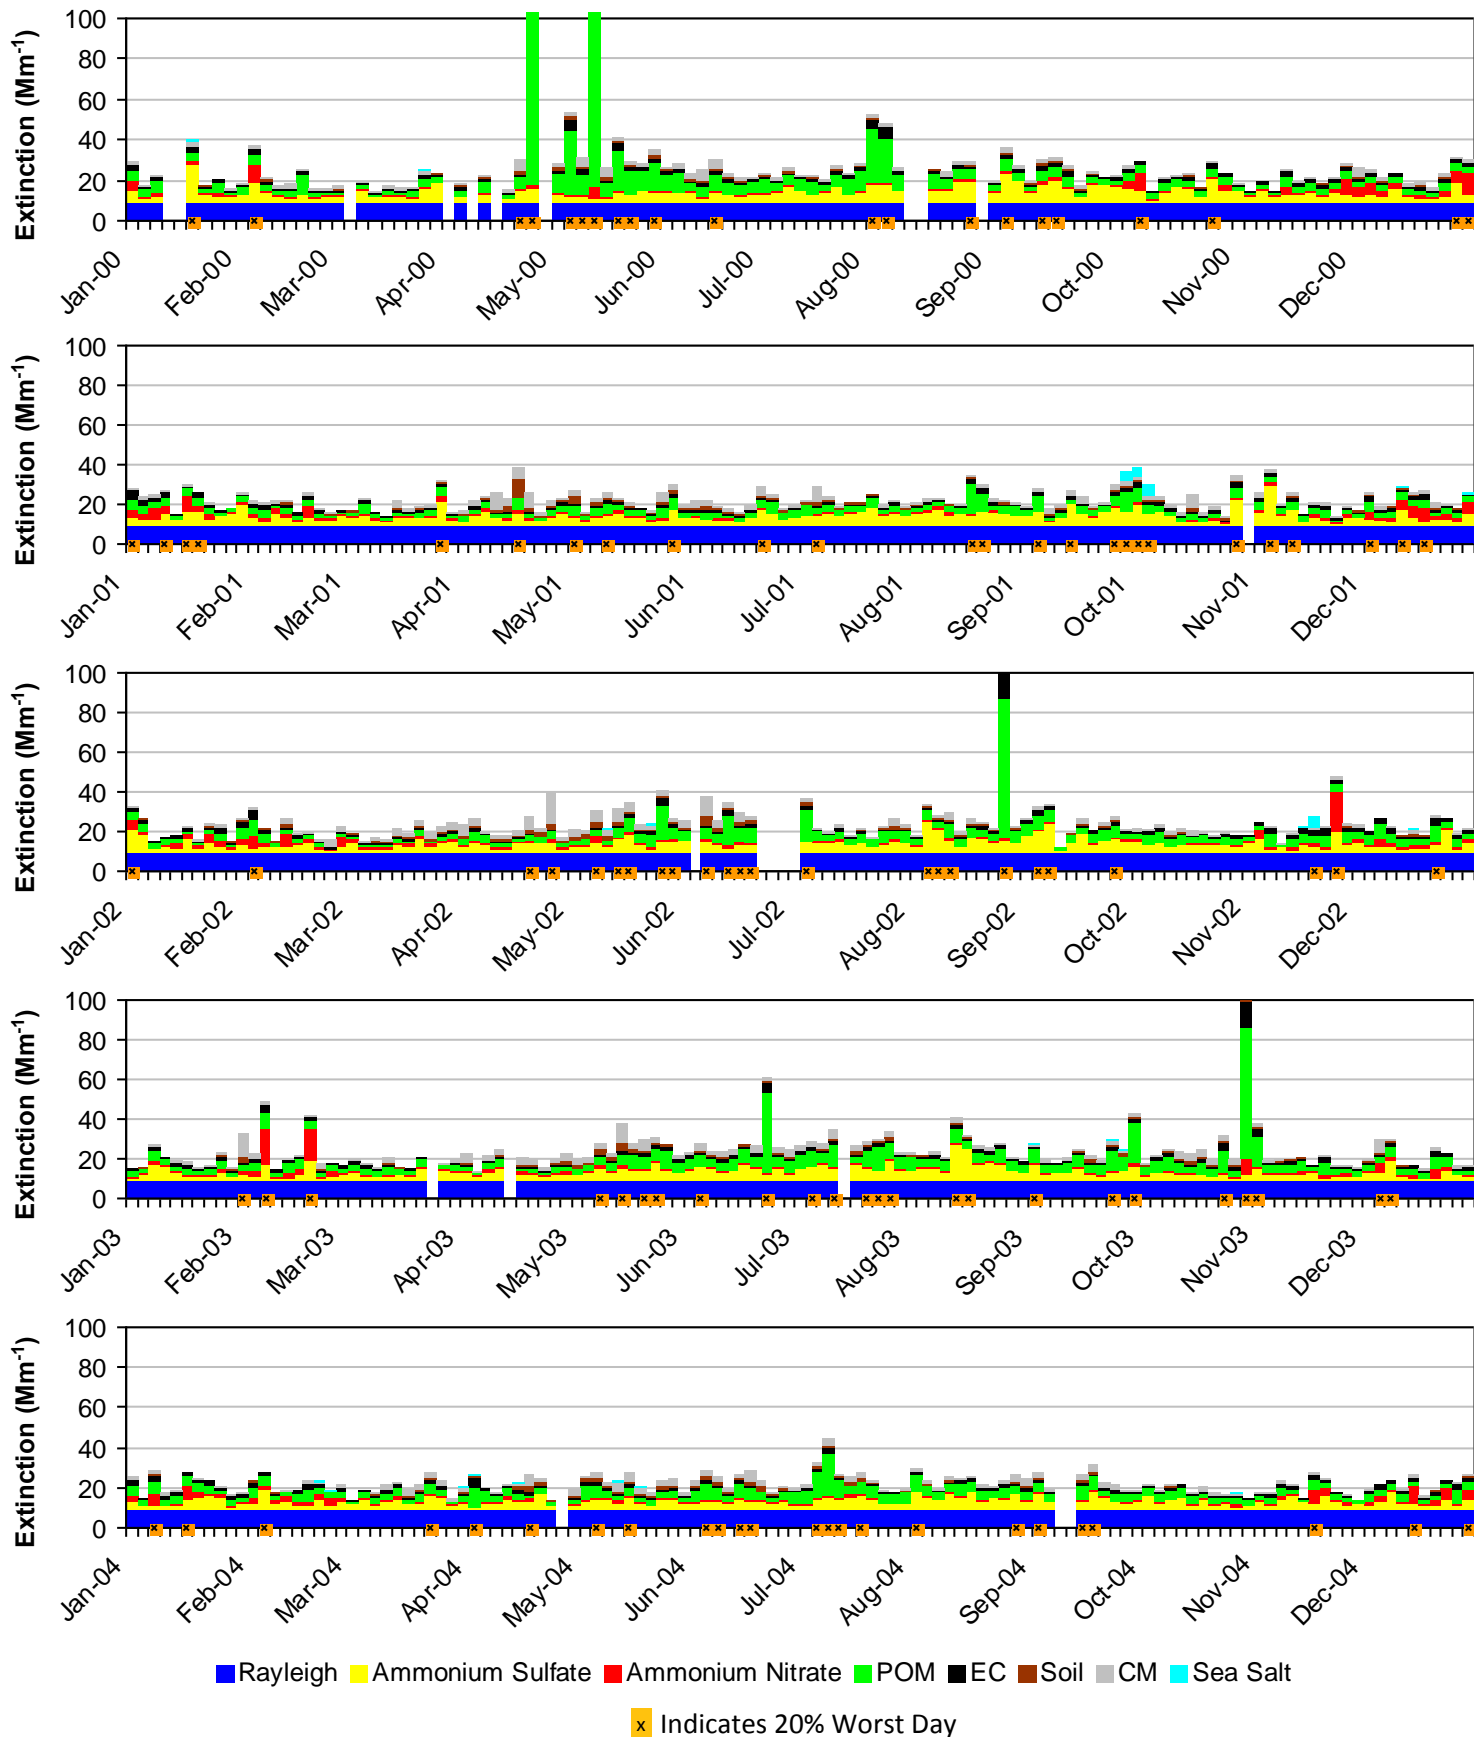 Extinction (Mm-1)
100
80
60
40
20
0
Jan-00 Feb-00 Mar-00 Apr-00 May-00 Jun-00 Jul-00 Aug-00 Sep-00 Oct-00 Nov-00 Dec-00
Extinction (Mm-1)
100
80
60
40
20
0
Jan-01 Feb-01 Mar-01 Apr-01 May-01 Jun-01 Jul-01 Aug-01 Sep-01 Oct-01 Nov-01 Dec-01
Extinction (Mm-1)
100
80
60
40
20
0
Jan-02 Feb-02 Mar-02 Apr-02 May-02 Jun-02 Jul-02 Aug-02 Sep-02 Oct-02 Nov-02 Dec-02
Extinction (Mm-1)
100
80
60
40
20
0
Jan-03 Feb-03 Mar-03 Apr-03 May-03 Jun-03 Jul-03 Aug-03 Sep-03 Oct-03 Nov-03 Dec-03
Extinction (Mm-1)
100
80
60
40
20
0
Jan-04 Feb-04 Mar-04 Apr-04 May-04 Jun-04 Jul-04 Aug-04 Sep-04 Oct-04 Nov-04 Dec-04
Rayleigh Ammonium Sulfate Ammonium Nitrate POM EC Soil CM Sea Salt
x Indicates 20% Worst Day